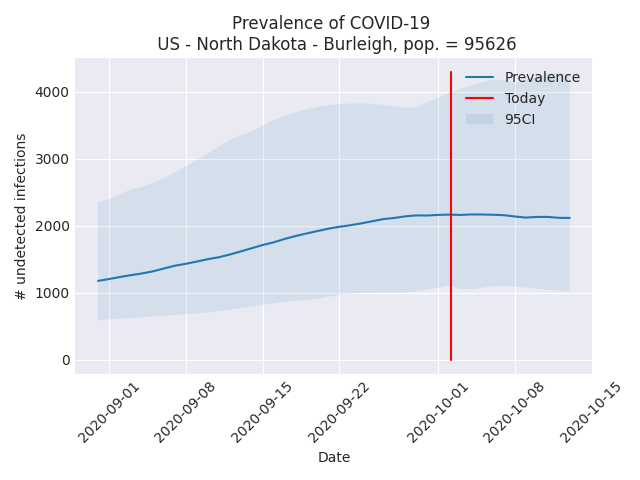 Prevalence of COVID-19
US - North Dakota - Burleigh, pop. = 95626
Prevalence
Today
95CI
# undetected infections
4000
3000
2000
1000
0
2020-09-01
2020-09-08
2020-09-15
2020-09-22
2020-10-01
2020-10-08
2020-10-15
Date